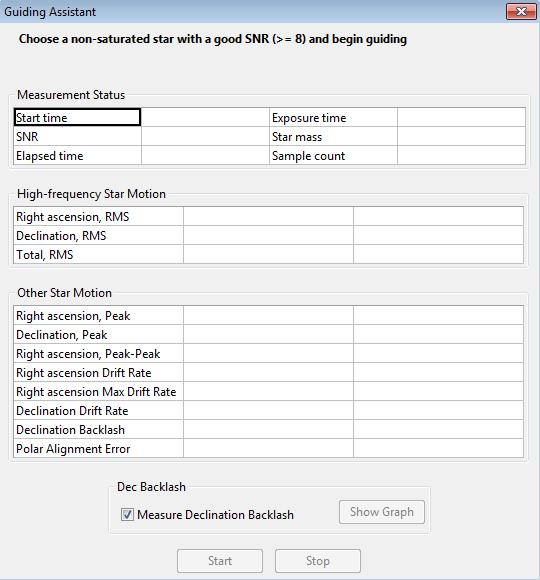 Guiding Assistant
Choose a non-saturated star with a good SNR (>= 8) and begin guiding
Measurement Status
Start time Exposure time
SNR Star mass
Elapsed time Sample count
High-frequency Star Motion
Right ascension, RMS
Declination, RMS
Total, RMS
Other Star Motion
Right ascension, Peak
Declination, Peak
Right ascension, Peak-Peak
Right ascension Drift Rate
Right ascension Max Drift Rate
Declination Drift Rate
Declination Backlash
Polar Alignment Error
Dec Backlash
Measure Declination Backlash Show Graph
Start Stop